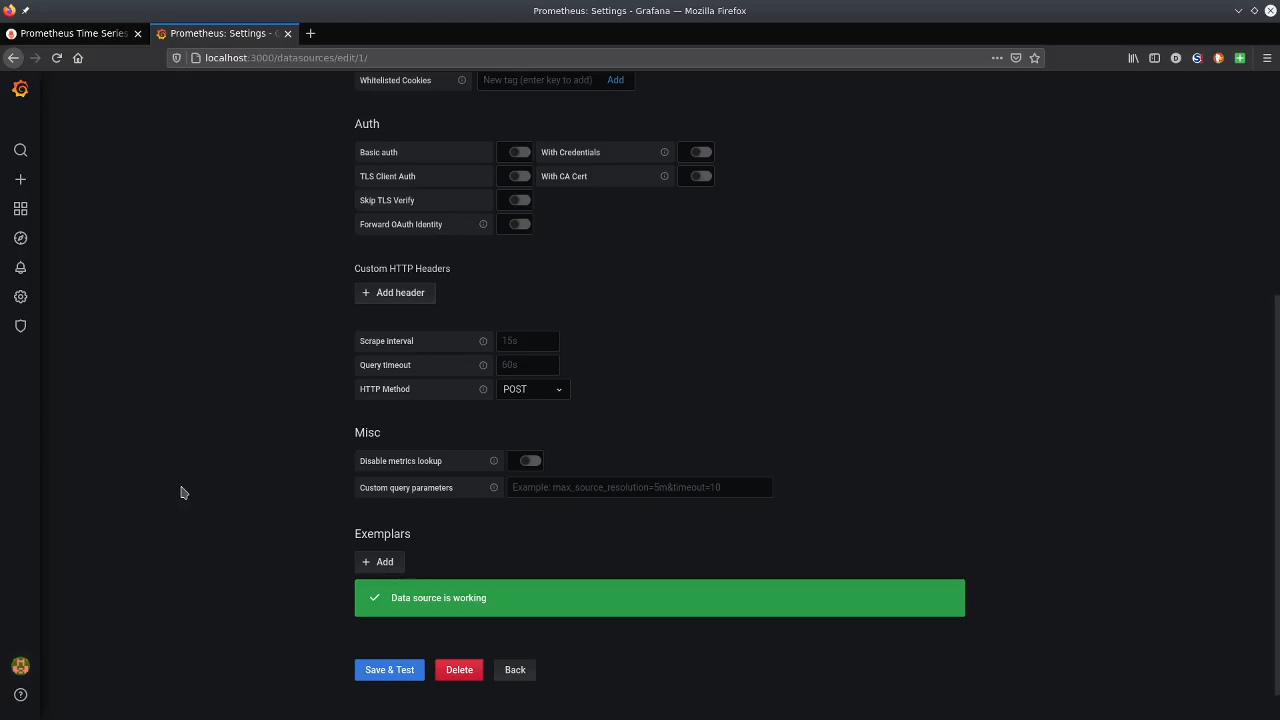 Prometheus: Settings - Grafana — Mozilla Firefox
Prometheus Time Series
Prometheus: Settings - G
localhost:3000/datasources/edit/1/
Whitelisted Cookies
New tag (enter key to add)
Add
Auth
Basic auth
With Credentials
TLS Client Auth
With CA Cert
Skip TLS Verify
Forward OAuth Identity
Custom HTTP Headers
+ Add header
Scrape interval
15s
Query timeout
60s
HTTP Method
POST
Misc
Disable metrics lookup
Custom query parameters
Example: max_source_resolution=5m&timeout=10
Exemplars
+ Add
Data source is working
Save & Test
Delete
Back